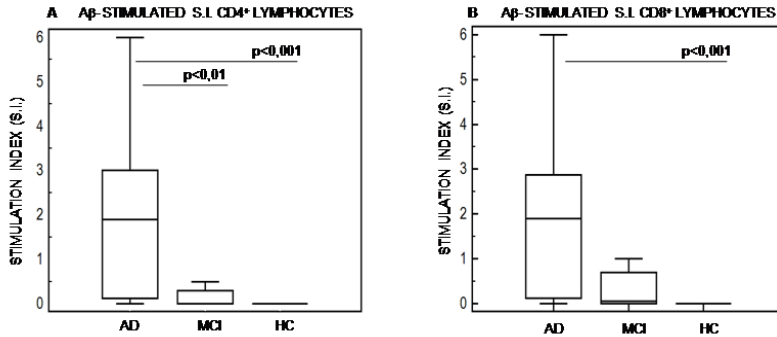 A Aβ-STIMULATED S.I. CD4⁺ LYMPHOCYTES
STIMULATION INDEX (S.I.)
6
5
4
3
2
1
0
p<0,001
p<0,01
AD MCI HC
B Aβ-STIMULATED S.I. CD8⁺ LYMPHOCYTES
STIMULATION INDEX (S.I.)
6
5
4
3
2
1
0
p<0,001
AD MCI HC